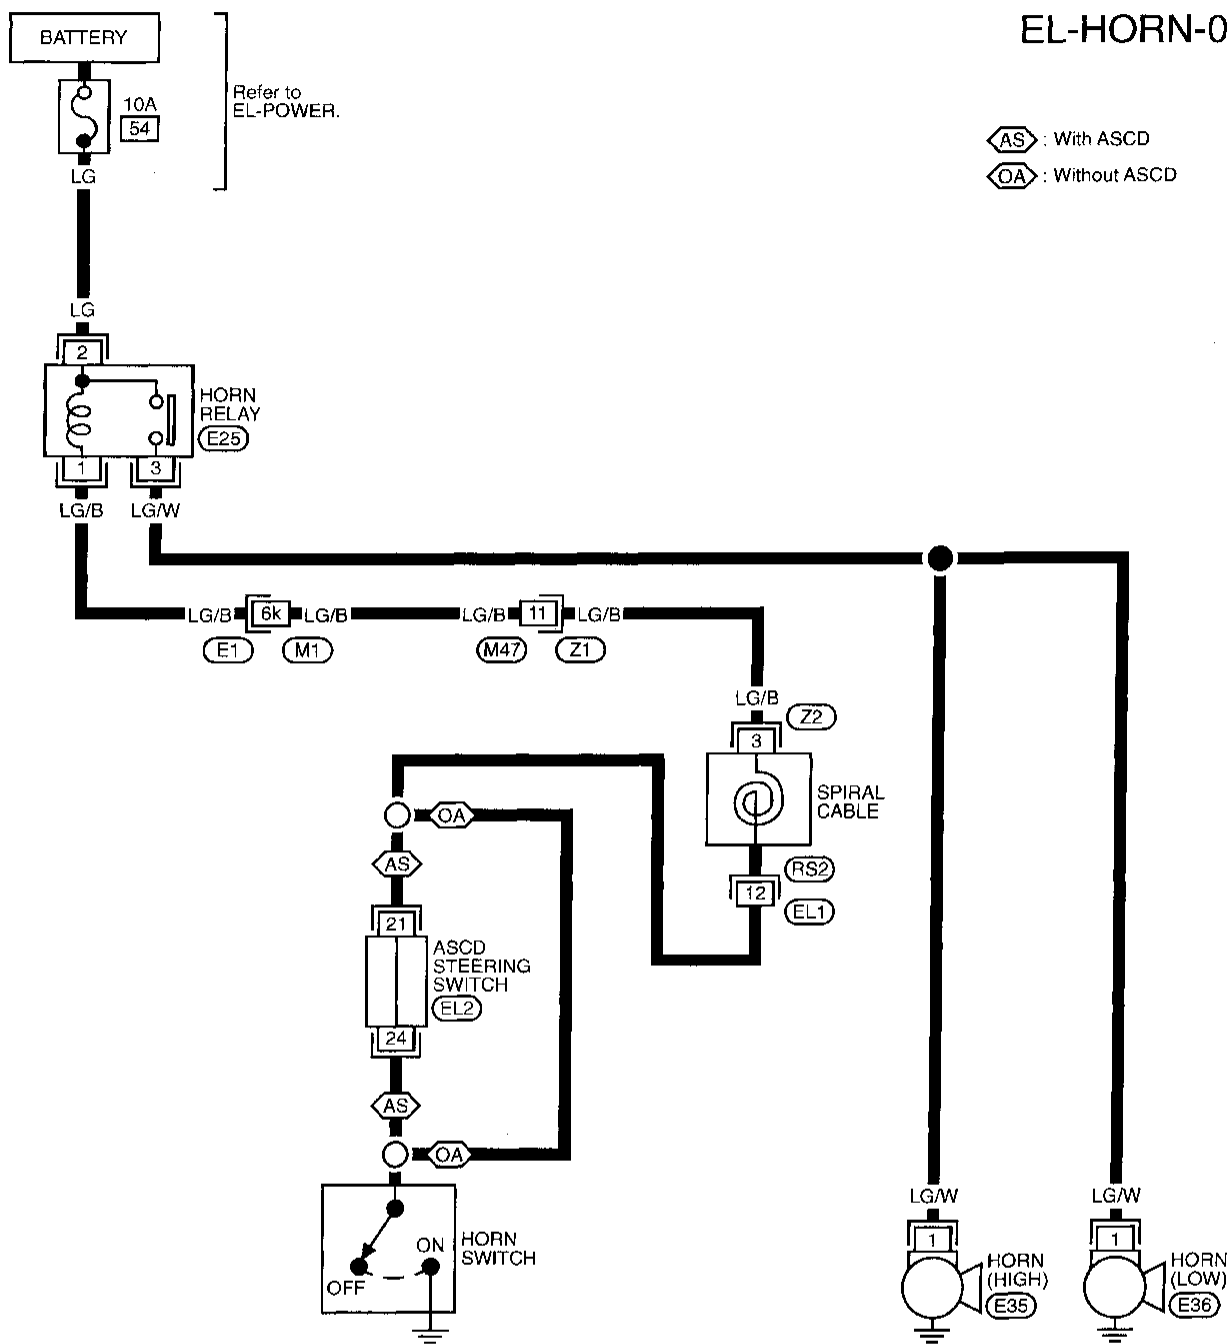 EL-HORN-0
BATTERY
10A
54
Refer to
EL-POWER.
AS : With ASCD
OA : Without ASCD
LG
LG
2
HORN
RELAY
E25
1
3
LG/B
LG/W
LG/B
6k
LG/B
LG/B
11
LG/B
E1
M1
M47
Z1
LG/B
Z2
3
SPIRAL
CABLE
OA
AS
RS2
12
EL1
21
ASCD
STEERING
SWITCH
EL2
24
AS
OA
HORN
SWITCH
ON
OFF
LG/W
LG/W
1
1
HORN
(HIGH)
E35
HORN
(LOW)
E36